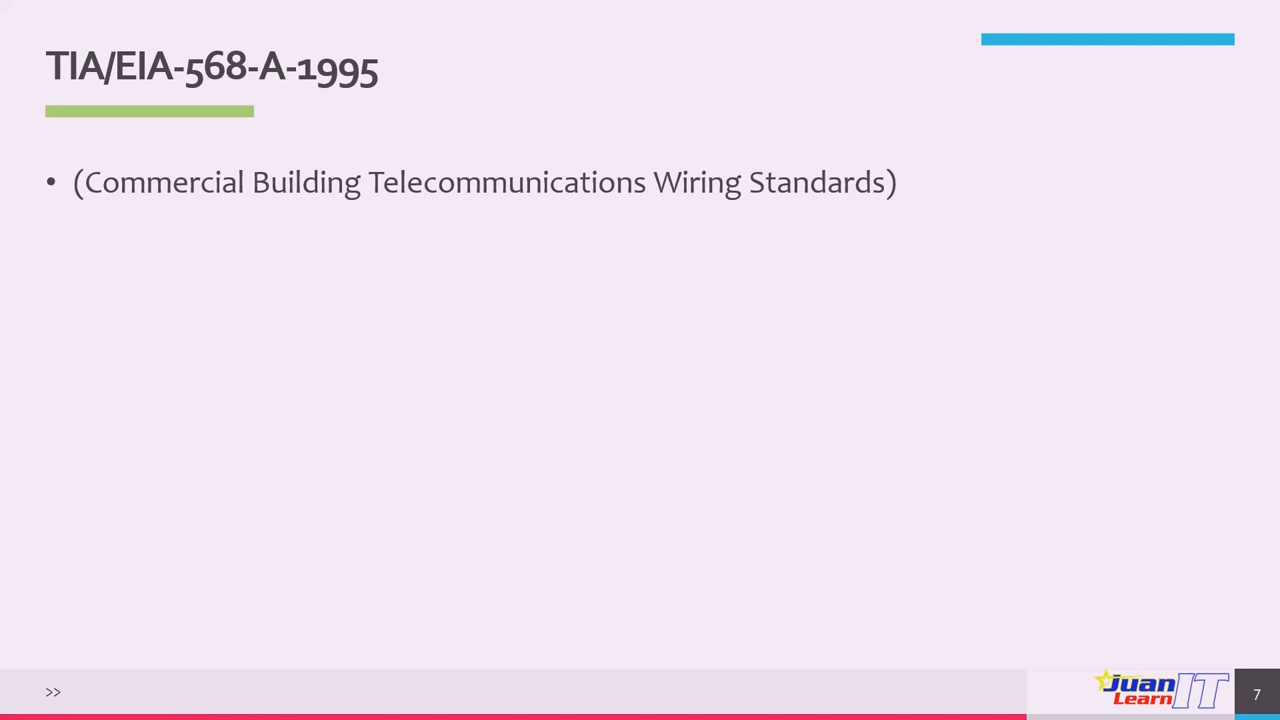 TIA/EIA-568-A-1995
• (Commercial Building Telecommunications Wiring Standards)
>>
Juan
Learn
IT
7